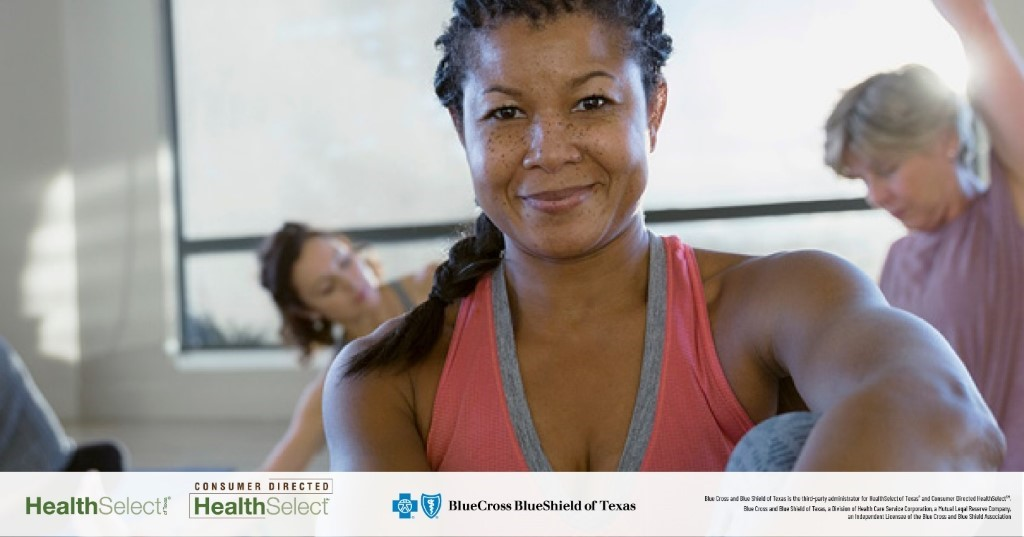 HealthSelect
CONSUMER DIRECTED
HealthSelect
BlueCross BlueShield of Texas
Blue Cross and Blue Shield of Texas is the third-party administrator for HealthSelect of Texas® and Consumer Directed HealthSelect℠.
Blue Cross and Blue Shield of Texas, a Division of Health Care Service Corporation, a Mutual Legal Reserve Company,
an Independent Licensee of the Blue Cross and Blue Shield Association